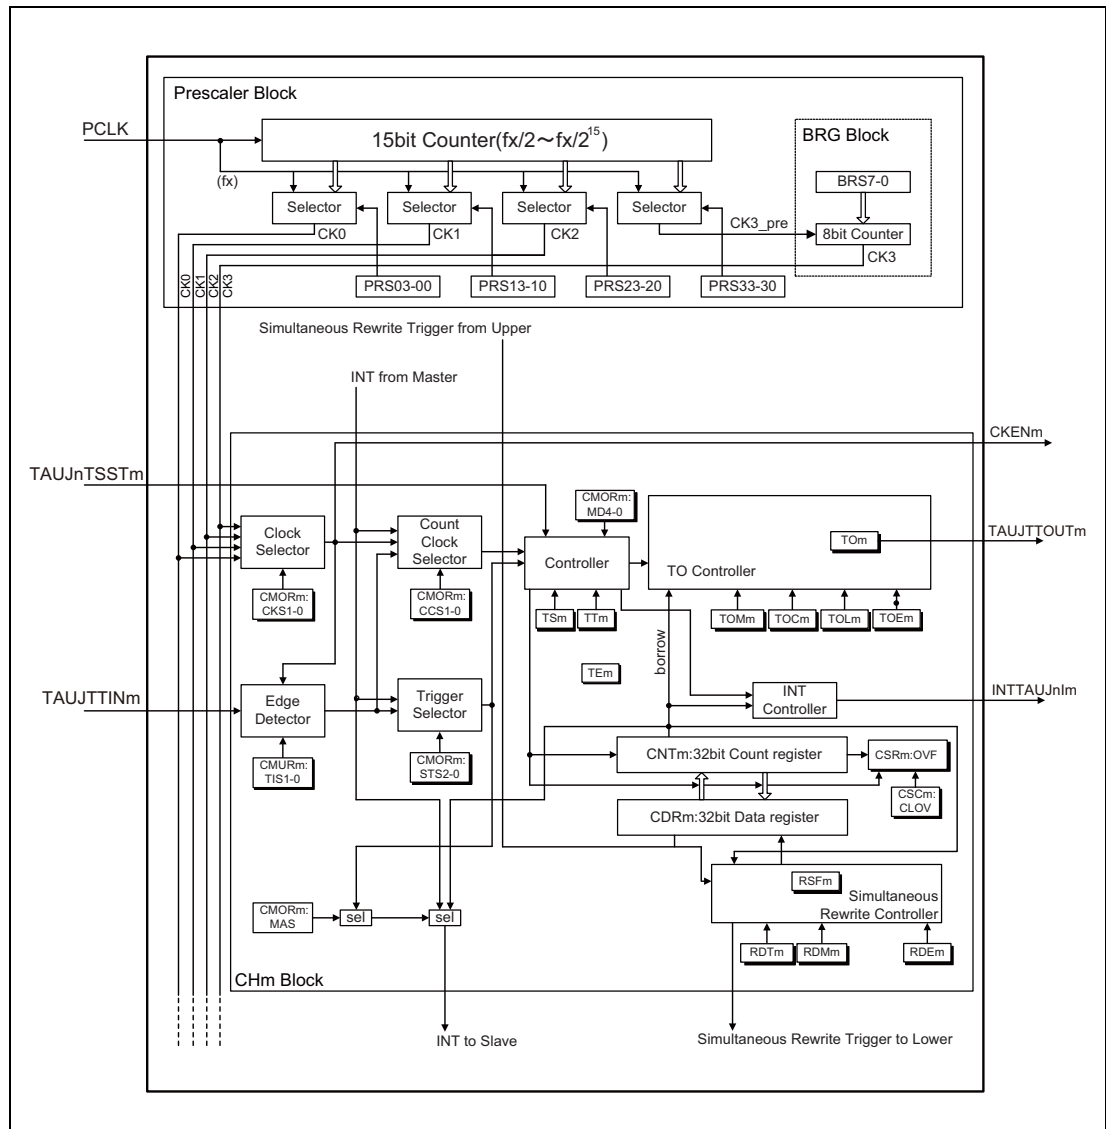 Prescaler Block
PCLK
15bit Counter(fx/2～fx/2^15)
BRG Block
(fx)
BRS7-0
Selector
Selector
Selector
Selector
CK3_pre
8bit Counter
CK0
CK1
CK2
CK3
CK0
CK1
CK2
CK3
PRS03-00
PRS13-10
PRS23-20
PRS33-30
Simultaneous Rewrite Trigger from Upper
INT from Master
CKENm
TAUJnTSSTm
CMORm:
MD4-0
Clock
Selector
Count
Clock
Selector
Controller
TOm
TO Controller
TAUJTTOUTm
CMORm:
CKS1-0
CMORm:
CCS1-0
TSm
TTm
TOMm
TOCm
TOLm
TOEm
borrow
TEm
TAUJTTINm
Edge
Detector
Trigger
Selector
INT
Controller
INTTAUJnIm
CMURm:
TIS1-0
CMORm:
STS2-0
CNTm:32bit Count register
CSRm:OVF
CSCm:
CLOV
CDRm:32bit Data register
RSFm
Simultaneous
Rewrite Controller
CMORm:
MAS
sel
sel
RDTm
RDMm
RDEm
CHm Block
INT to Slave
Simultaneous Rewrite Trigger to Lower